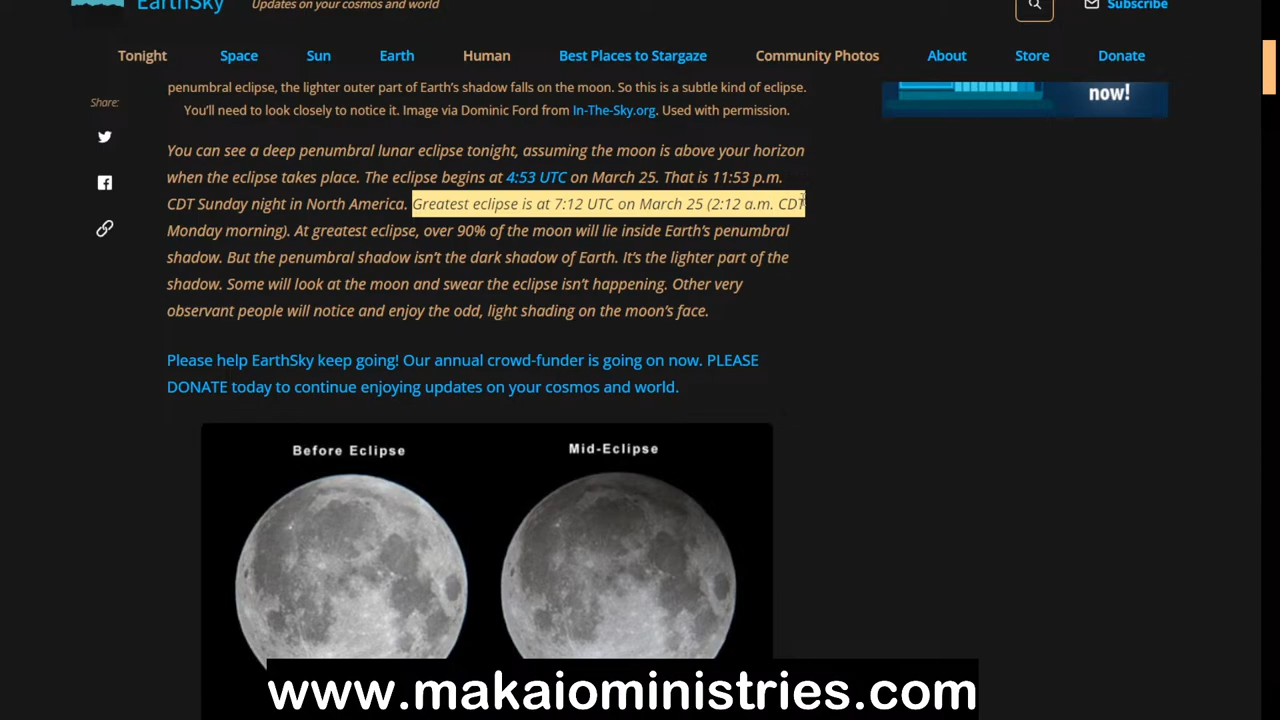 EarthSky
Updates on your cosmos and world
Subscribe
Tonight Space Sun Earth Human Best Places to Stargaze Community Photos About Store Donate
penumbral eclipse, the lighter outer part of Earth's shadow falls on the moon. So this is a subtle kind of eclipse.
You'll need to look closely to notice it. Image via Dominic Ford from In-The-Sky.org. Used with permission.
now!
Share:
You can see a deep penumbral lunar eclipse tonight, assuming the moon is above your horizon
when the eclipse takes place. The eclipse begins at 4:53 UTC on March 25. That is 11:53 p.m.
CDT Sunday night in North America. Greatest eclipse is at 7:12 UTC on March 25 (2:12 a.m. CDT
Monday morning). At greatest eclipse, over 90% of the moon will lie inside Earth's penumbral
shadow. But the penumbral shadow isn't the dark shadow of Earth. It's the lighter part of the
shadow. Some will look at the moon and swear the eclipse isn't happening. Other very
observant people will notice and enjoy the odd, light shading on the moon's face.
Please help EarthSky keep going! Our annual crowd-funder is going on now. PLEASE
DONATE today to continue enjoying updates on your cosmos and world.
Before Eclipse
Mid-Eclipse
www.makaioministries.com